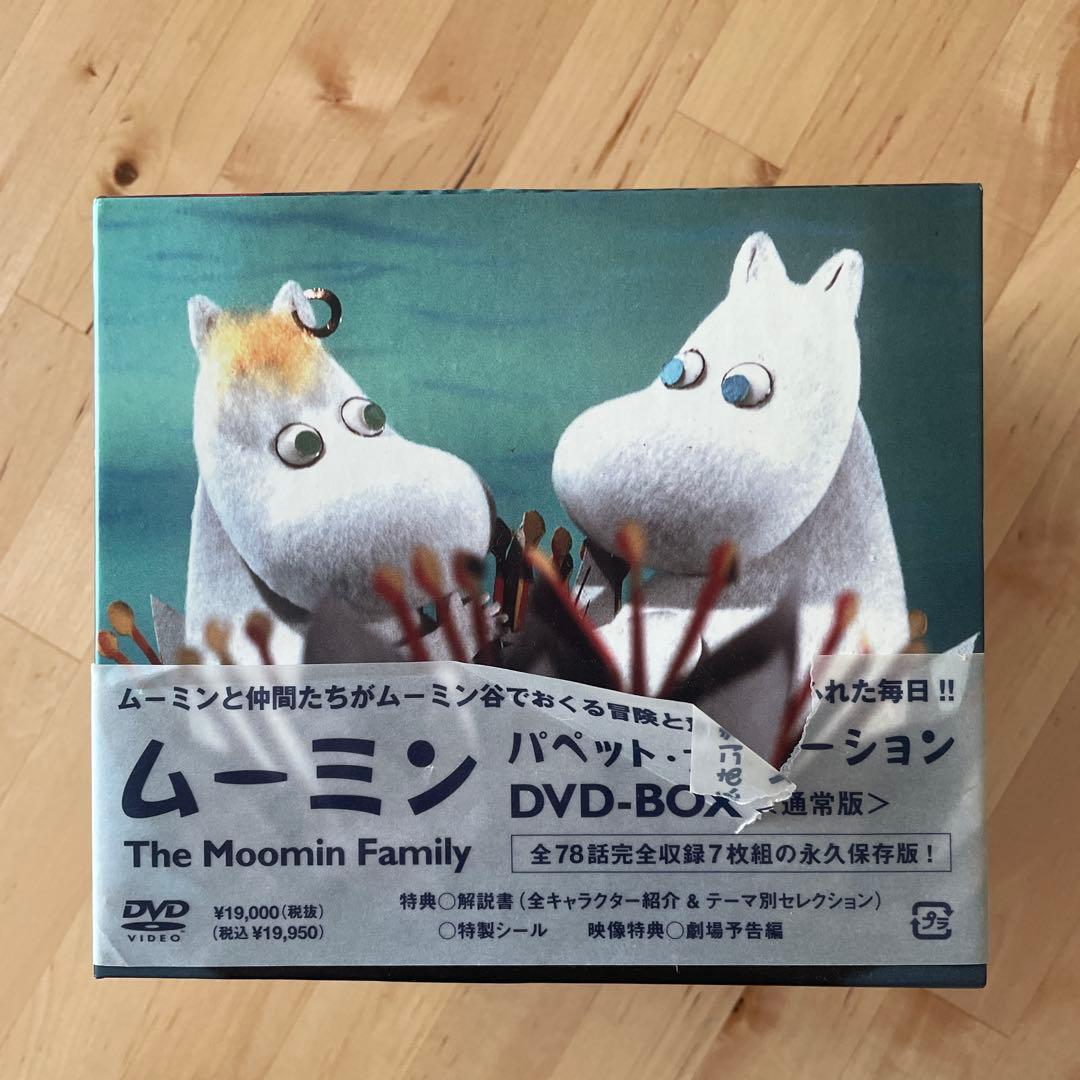 ムーミンと仲間たちがムーミン谷でおくる冒険と ふれた毎日!!
ムーミン
パペット・ ーション
DVD-BOX <通常版>
The Moomin Family
全78話完全収録7枚組の永久保存版!
DVD
VIDEO
¥19,000(税抜)
(税込¥19,950)
特典○解説書(全キャラクター紹介 & テーマ別セレクション)
○特製シール 映像特典○劇場予告編
プラ